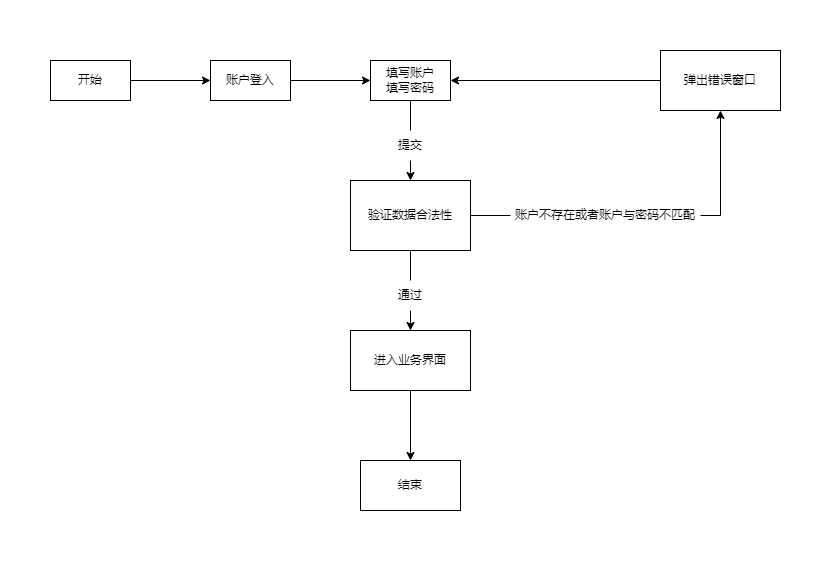 开始
账户登入
填写账户
填写密码
弹出错误窗口
提交
验证数据合法性
账户不存在或者账户与密码不匹配
通过
进入业务界面
结束